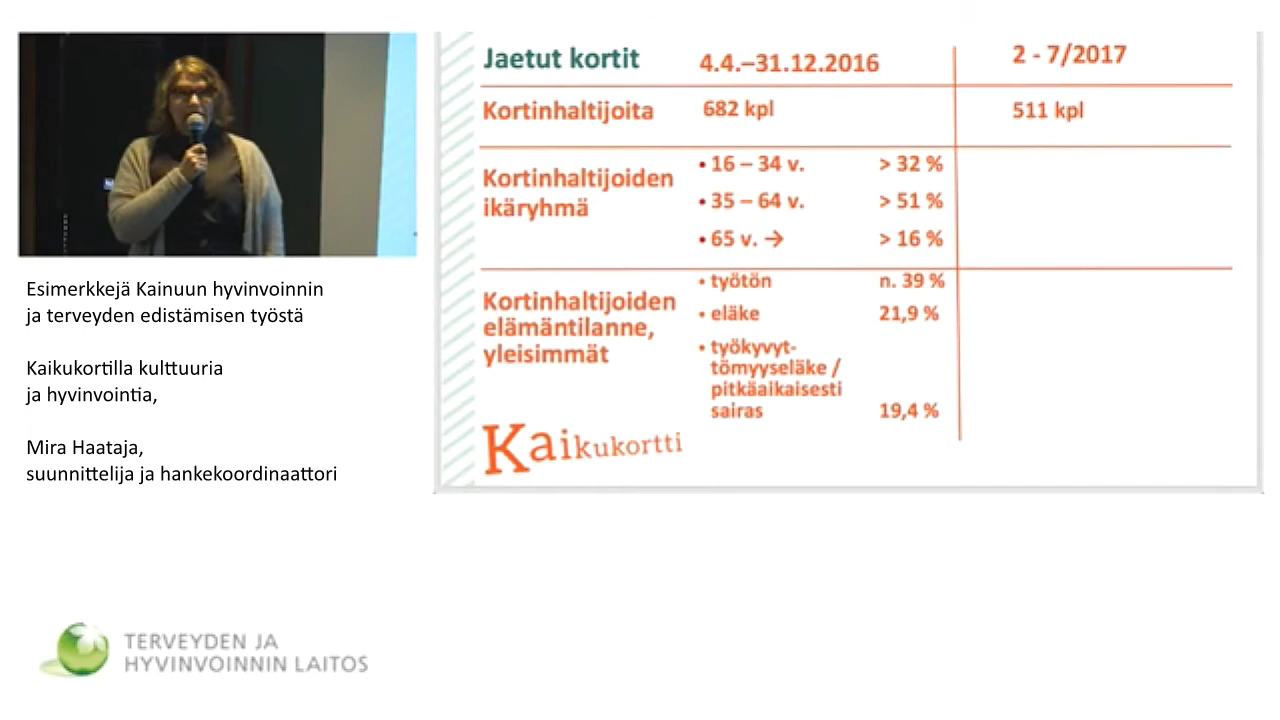 Esimerkkejä Kainuun hyvinvoinnin
ja terveyden edistämisen työstä
Kaikukortilla kulttuuria
ja hyvinvointia,
Mira Haataja,
suunnittelija ja hankekoordinaattori
Jaetut kortit 4.4.–31.12.2016 2 - 7/2017
Kortinhaltijoita 682 kpl 511 kpl
Kortinhaltijoiden
ikäryhmä
• 16 – 34 v. > 32 %
• 35 – 64 v. > 51 %
• 65 v. → > 16 %
Kortinhaltijoiden
elämäntilanne,
yleisimmät
• työtön n. 39 %
• eläke 21,9 %
• työkyvyt-
tömyyseläke /
pitkäaikaisesti
sairas 19,4 %
Kaikukortti
TERVEYDEN JA
HYVINVOINNIN LAITOS